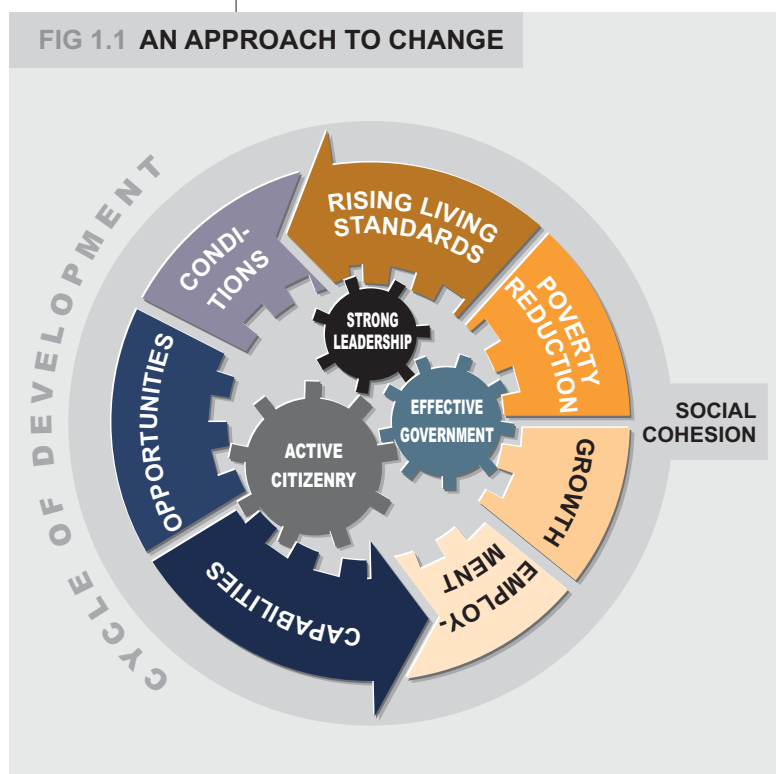 FIG 1.1 AN APPROACH TO CHANGE
CYCLE OF DEVELOPMENT
RISING LIVING
STANDARDS
POVERTY
REDUCTION
GROWTH
EMPLOY-
MENT
CAPABILITIES
OPPORTUNITIES
CONDI-
TIONS
STRONG
LEADERSHIP
EFFECTIVE
GOVERNMENT
ACTIVE
CITIZENRY
SOCIAL
COHESION